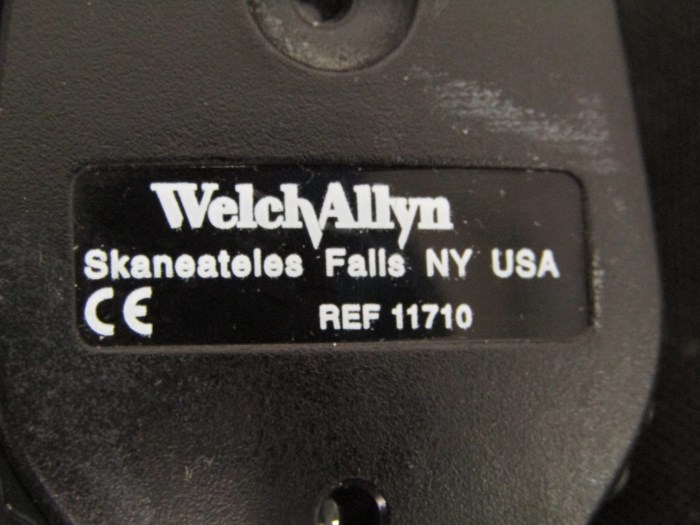 WelchAllyn
Skaneateles Falls NY USA
CE REF 11710